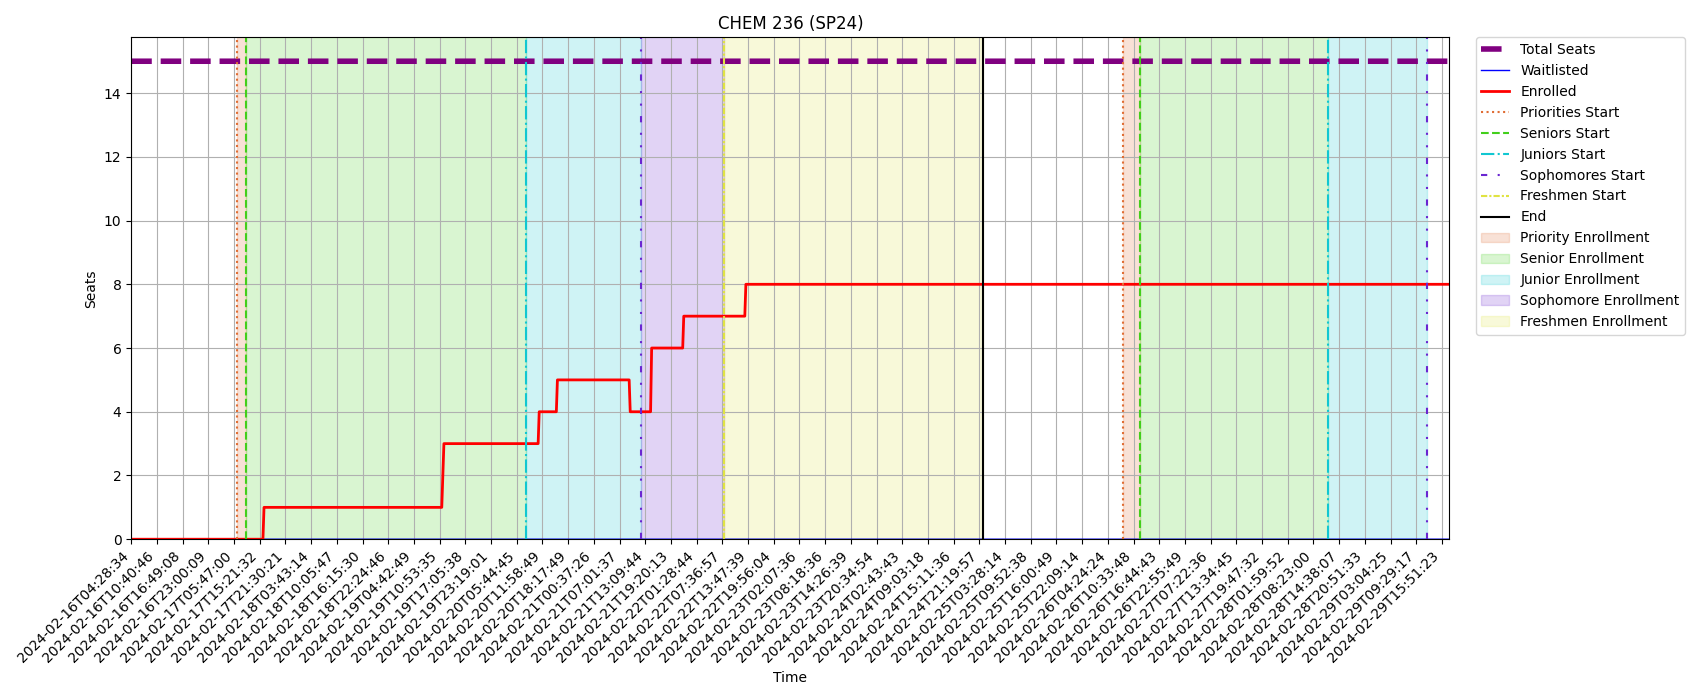 CHEM 236 (SP24)
Seats
14
12
10
8
6
4
2
0
2024-02-16T04:28:34
2024-02-16T10:40:46
2024-02-16T16:49:08
2024-02-16T23:00:09
2024-02-17T05:47:00
2024-02-17T15:21:32
2024-02-17T21:30:21
2024-02-18T03:43:14
2024-02-18T10:05:47
2024-02-18T16:15:30
2024-02-18T22:24:46
2024-02-19T04:42:49
2024-02-19T10:53:35
2024-02-19T17:05:38
2024-02-19T23:19:01
2024-02-20T05:44:45
2024-02-20T11:58:49
2024-02-20T18:17:49
2024-02-21T00:37:26
2024-02-21T07:01:37
2024-02-21T13:09:44
2024-02-21T19:20:13
2024-02-22T01:28:44
2024-02-22T07:36:57
2024-02-22T13:47:39
2024-02-22T19:56:04
2024-02-23T02:07:36
2024-02-23T08:18:36
2024-02-23T14:26:39
2024-02-23T20:34:54
2024-02-24T02:43:43
2024-02-24T09:03:18
2024-02-24T15:11:36
2024-02-24T21:19:57
2024-02-25T03:28:14
2024-02-25T09:52:38
2024-02-25T16:00:49
2024-02-25T22:09:14
2024-02-26T04:24:24
2024-02-26T10:33:48
2024-02-26T16:44:43
2024-02-26T22:55:49
2024-02-27T07:22:36
2024-02-27T13:34:45
2024-02-27T19:47:32
2024-02-28T01:59:52
2024-02-28T08:23:00
2024-02-28T14:38:07
2024-02-28T20:51:33
2024-02-29T03:04:25
2024-02-29T09:29:17
2024-02-29T15:51:23
Time
Total Seats
Waitlisted
Enrolled
Priorities Start
Seniors Start
Juniors Start
Sophomores Start
Freshmen Start
End
Priority Enrollment
Senior Enrollment
Junior Enrollment
Sophomore Enrollment
Freshmen Enrollment